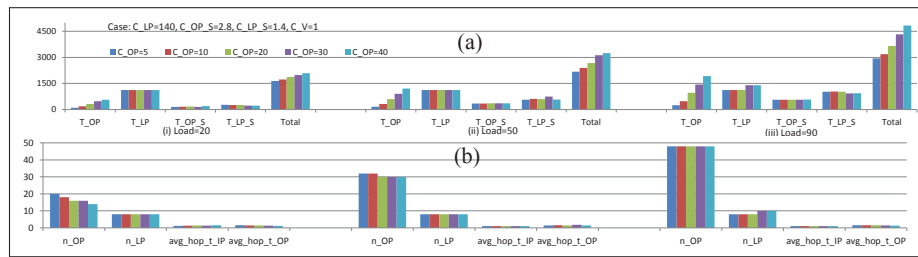 Case: C_LP=140, C_OP_S=2.8, C_LP_S=1.4, C_V=1
(a)
4500
3000
1500
0
C_OP=5 C_OP=10 C_OP=20 C_OP=30 C_OP=40
T_OP T_LP T_OP_S T_LP_S Total T_OP T_LP T_OP_S T_LP_S Total T_OP T_LP T_OP_S T_LP_S Total
(i) Load=20 (ii) Load=50 (iii) Load=90
(b)
50
40
30
20
10
0
n_OP n_LP avg_hop_t_IP avg_hop_t_OP n_OP n_LP avg_hop_t_IP avg_hop_t_OP n_OP n_LP avg_hop_t_IP avg_hop_t_OP